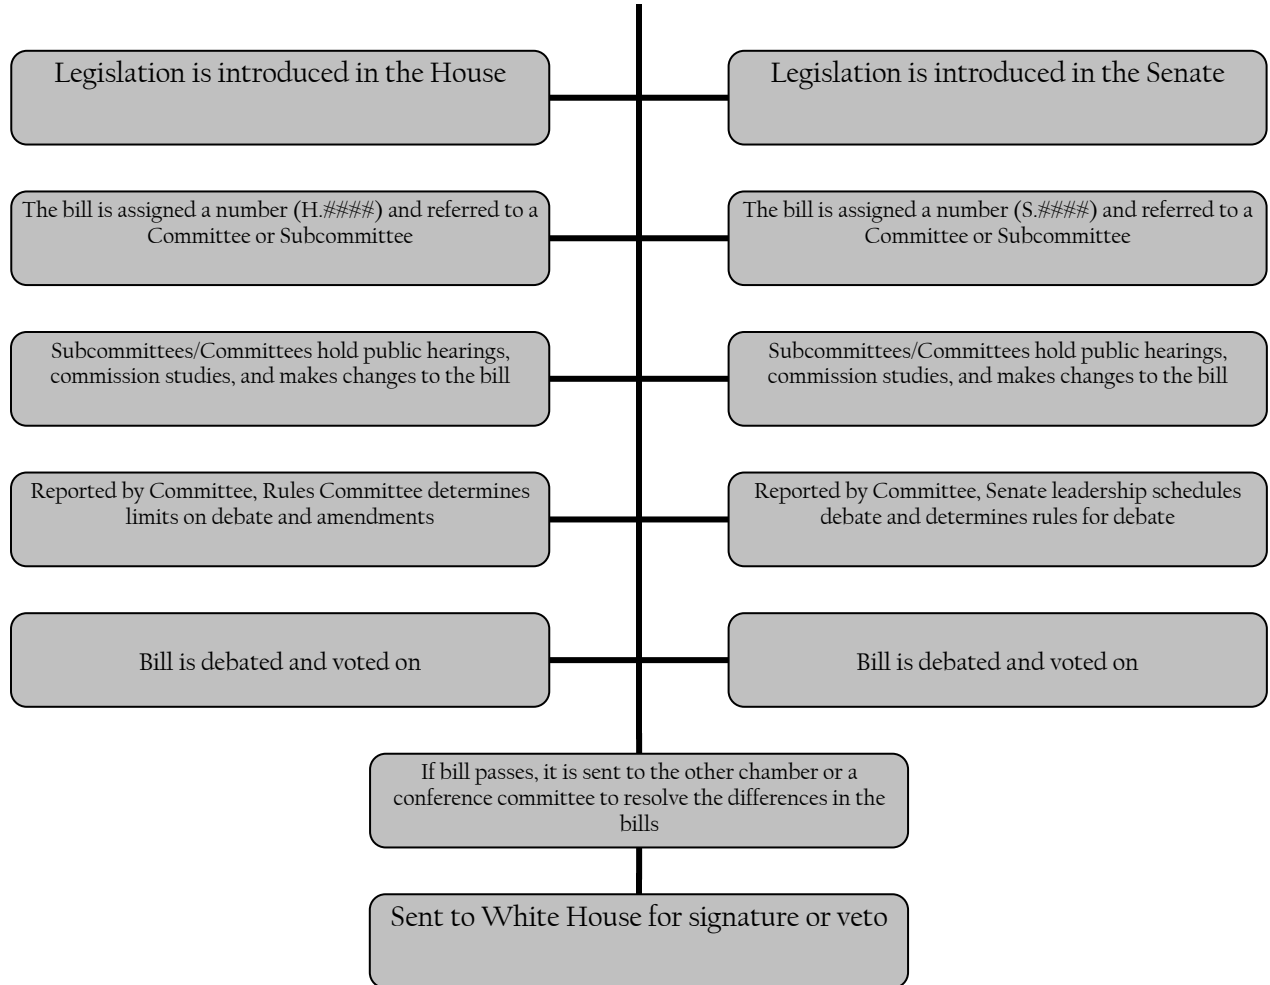 Legislation is introduced in the House
Legislation is introduced in the Senate
The bill is assigned a number (H.####) and referred to a
Committee or Subcommittee
The bill is assigned a number (S.####) and referred to a
Committee or Subcommittee
Subcommittees/Committees hold public hearings,
commission studies, and makes changes to the bill
Subcommittees/Committees hold public hearings,
commission studies, and makes changes to the bill
Reported by Committee, Rules Committee determines
limits on debate and amendments
Reported by Committee, Senate leadership schedules
debate and determines rules for debate
Bill is debated and voted on
Bill is debated and voted on
If bill passes, it is sent to the other chamber or a
conference committee to resolve the differences in the
bills
Sent to White House for signature or veto